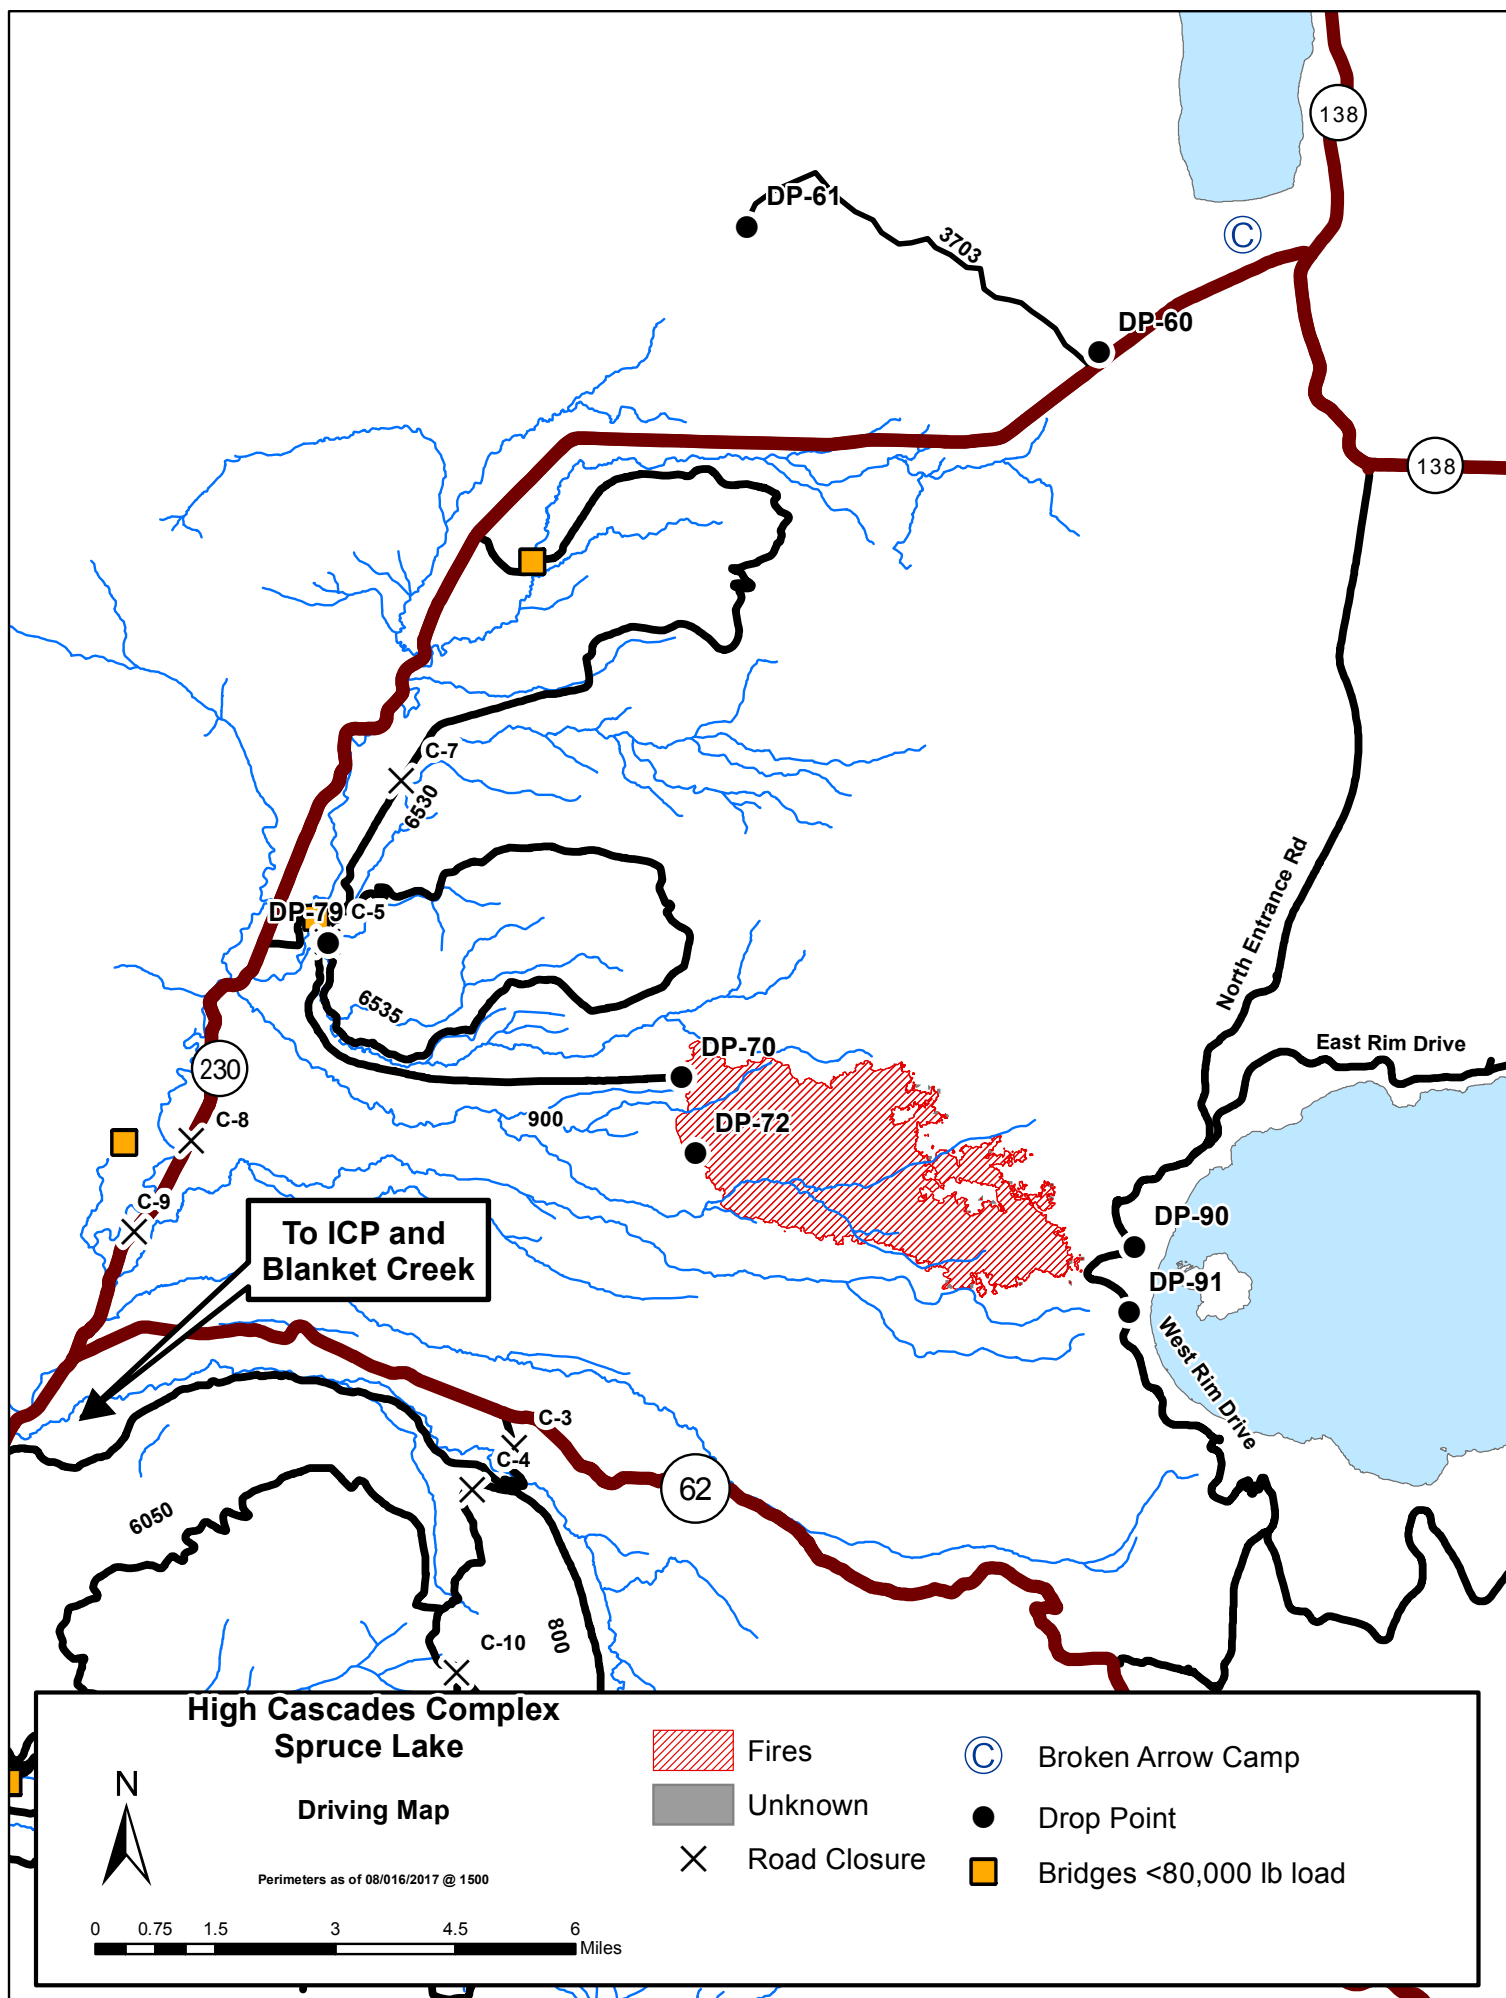 138
DP-61
3703
C
DP-60
138
C-7
6530
DP-79
C-5
6535
North Entrance Rd
East Rim Drive
DP-70
230
900
C-8
DP-72
C-9
To ICP and
Blanket Creek
DP-90
DP-91
West Rim Drive
C-3
C-4
62
6050
800
C-10
High Cascades Complex
Spruce Lake
Driving Map
Perimeters as of 08/016/2017 @ 1500
N
0 0.75 1.5 3 4.5 6
Miles
Fires
Unknown
Road Closure
C Broken Arrow Camp
Drop Point
Bridges <80,000 lb load